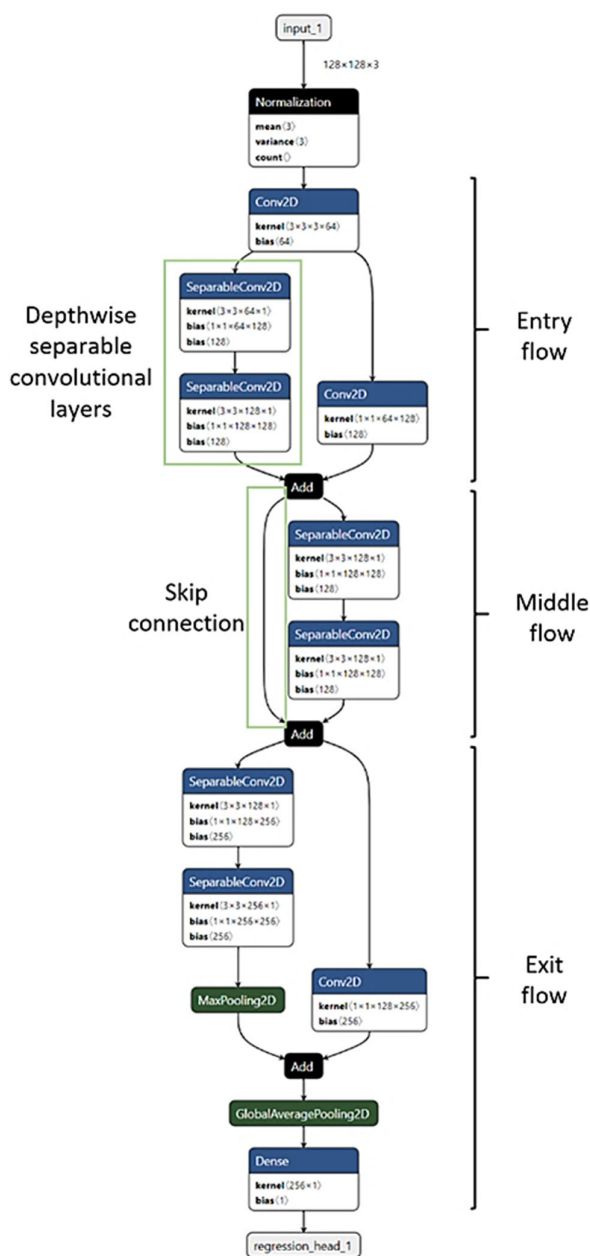 input_1
128×128×3
Normalization
mean(3)
variance(3)
count()
Conv2D
kernel(3×3×3×64)
bias(64)
SeparableConv2D
kernel(3×3×64×1)
bias(1×1×64×128)
bias(128)
Depthwise
separable
convolutional
layers
SeparableConv2D
kernel(3×3×128×1)
bias(1×1×128×128)
bias(128)
Conv2D
kernel(1×1×64×128)
bias(128)
Entry
flow
Add
SeparableConv2D
kernel(3×3×128×1)
bias(1×1×128×128)
bias(128)
Skip
connection
SeparableConv2D
kernel(3×3×128×1)
bias(1×1×128×128)
bias(128)
Middle
flow
Add
SeparableConv2D
kernel(3×3×128×1)
bias(1×1×128×256)
bias(256)
SeparableConv2D
kernel(3×3×256×1)
bias(1×1×256×256)
bias(256)
MaxPooling2D
Conv2D
kernel(1×1×128×256)
bias(256)
Exit
flow
Add
GlobalAveragePooling2D
Dense
kernel(256×1)
bias(1)
regression_head_1